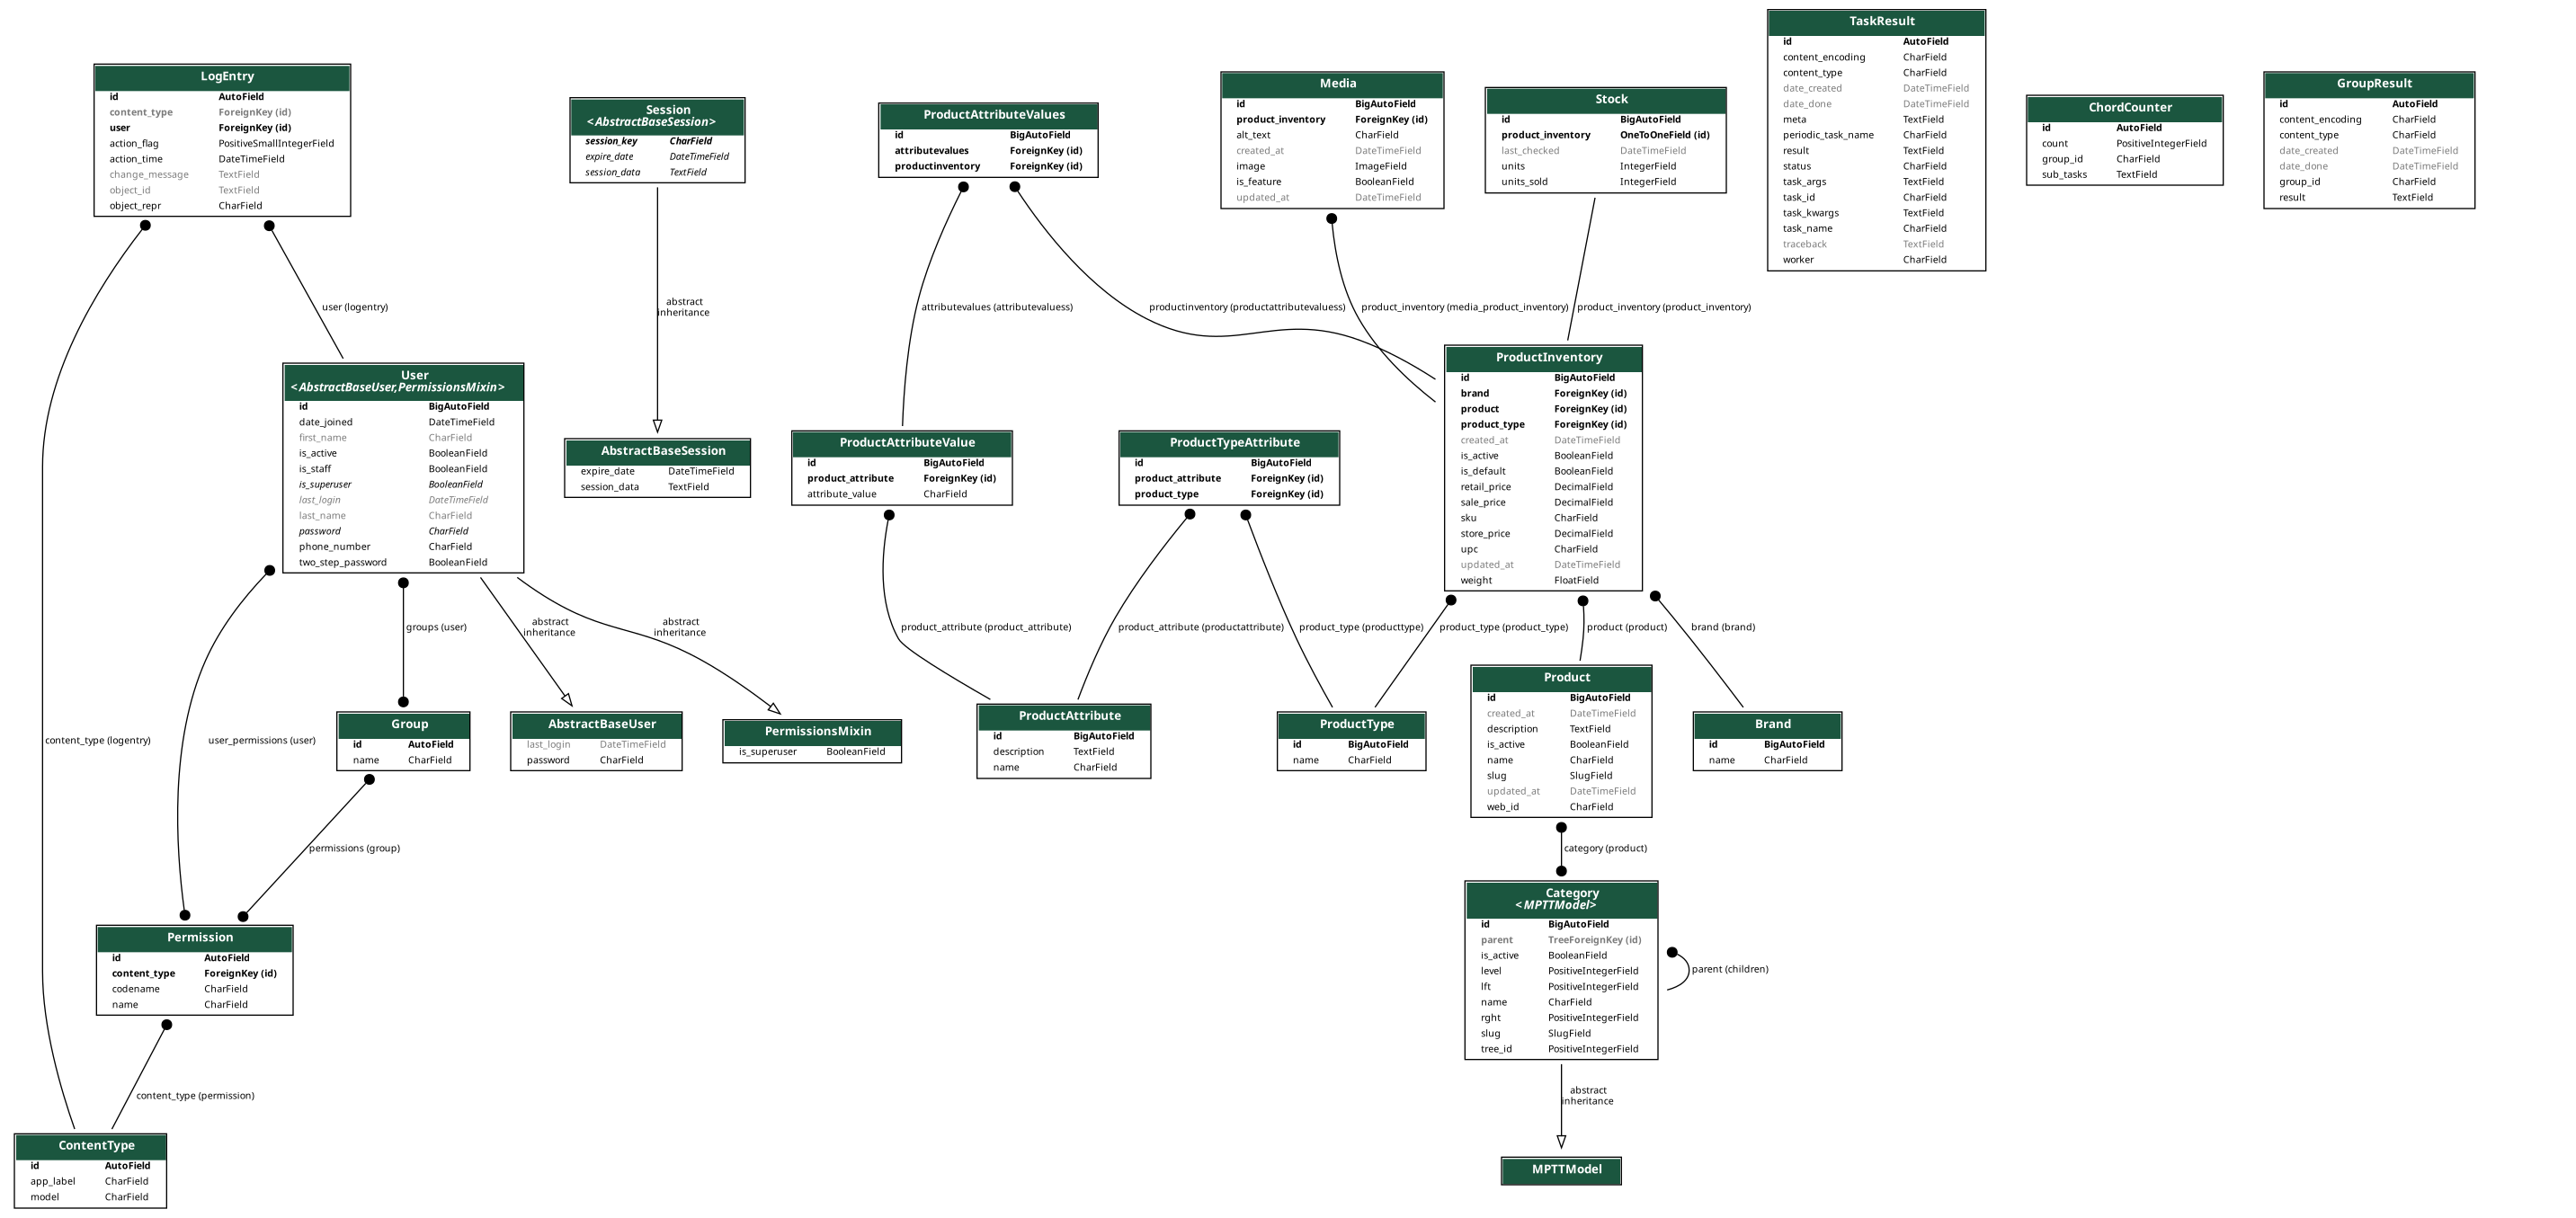 TaskResult
id AutoField
content_encoding CharField
content_type CharField
date_created DateTimeField
date_done DateTimeField
meta TextField
periodic_task_name CharField
result TextField
status CharField
task_args TextField
task_id CharField
task_kwargs TextField
task_name CharField
traceback TextField
worker CharField
LogEntry
id AutoField
content_type ForeignKey (id)
user ForeignKey (id)
action_flag PositiveSmallIntegerField
action_time DateTimeField
change_message TextField
object_id TextField
object_repr CharField
Session
<AbstractBaseSession>
session_key CharField
expire_date DateTimeField
session_data TextField
ProductAttributeValues
id BigAutoField
attributevalues ForeignKey (id)
productinventory ForeignKey (id)
Media
id BigAutoField
product_inventory ForeignKey (id)
alt_text CharField
created_at DateTimeField
image ImageField
is_feature BooleanField
updated_at DateTimeField
Stock
id BigAutoField
product_inventory OneToOneField (id)
last_checked DateTimeField
units IntegerField
units_sold IntegerField
ChordCounter
id AutoField
count PositiveIntegerField
group_id CharField
sub_tasks TextField
GroupResult
id AutoField
content_encoding CharField
content_type CharField
date_created DateTimeField
date_done DateTimeField
group_id CharField
result TextField
user (logentry)
abstract
inheritance
attributevalues (attributevaluess)
productinventory (productattributevaluess)
product_inventory (media_product_inventory)
product_inventory (product_inventory)
User
<AbstractBaseUser,PermissionsMixin>
id BigAutoField
date_joined DateTimeField
first_name CharField
is_active BooleanField
is_staff BooleanField
is_superuser BooleanField
last_login DateTimeField
last_name CharField
password CharField
phone_number CharField
two_step_password BooleanField
AbstractBaseSession
expire_date DateTimeField
session_data TextField
ProductAttributeValue
id BigAutoField
product_attribute ForeignKey (id)
attribute_value CharField
ProductTypeAttribute
id BigAutoField
product_attribute ForeignKey (id)
product_type ForeignKey (id)
ProductInventory
id BigAutoField
brand ForeignKey (id)
product ForeignKey (id)
product_type ForeignKey (id)
created_at DateTimeField
is_active BooleanField
is_default BooleanField
retail_price DecimalField
sale_price DecimalField
sku CharField
store_price DecimalField
upc CharField
updated_at DateTimeField
weight FloatField
groups (user)
abstract
inheritance
abstract
inheritance
product_attribute (product_attribute)
product_attribute (productattribute)
product_type (producttype)
product_type (product_type)
product (product)
brand (brand)
content_type (logentry)
user_permissions (user)
Group
id AutoField
name CharField
AbstractBaseUser
last_login DateTimeField
password CharField
PermissionsMixin
is_superuser BooleanField
ProductAttribute
id BigAutoField
description TextField
name CharField
ProductType
id BigAutoField
name CharField
Product
id BigAutoField
created_at DateTimeField
description TextField
is_active BooleanField
name CharField
slug SlugField
updated_at DateTimeField
web_id CharField
Brand
id BigAutoField
name CharField
permissions (group)
category (product)
Permission
id AutoField
content_type ForeignKey (id)
codename CharField
name CharField
Category
<MPTTModel>
id BigAutoField
parent TreeForeignKey (id)
is_active BooleanField
level PositiveIntegerField
lft PositiveIntegerField
name CharField
rght PositiveIntegerField
slug SlugField
tree_id PositiveIntegerField
parent (children)
content_type (permission)
abstract
inheritance
ContentType
id AutoField
app_label CharField
model CharField
MPTTModel